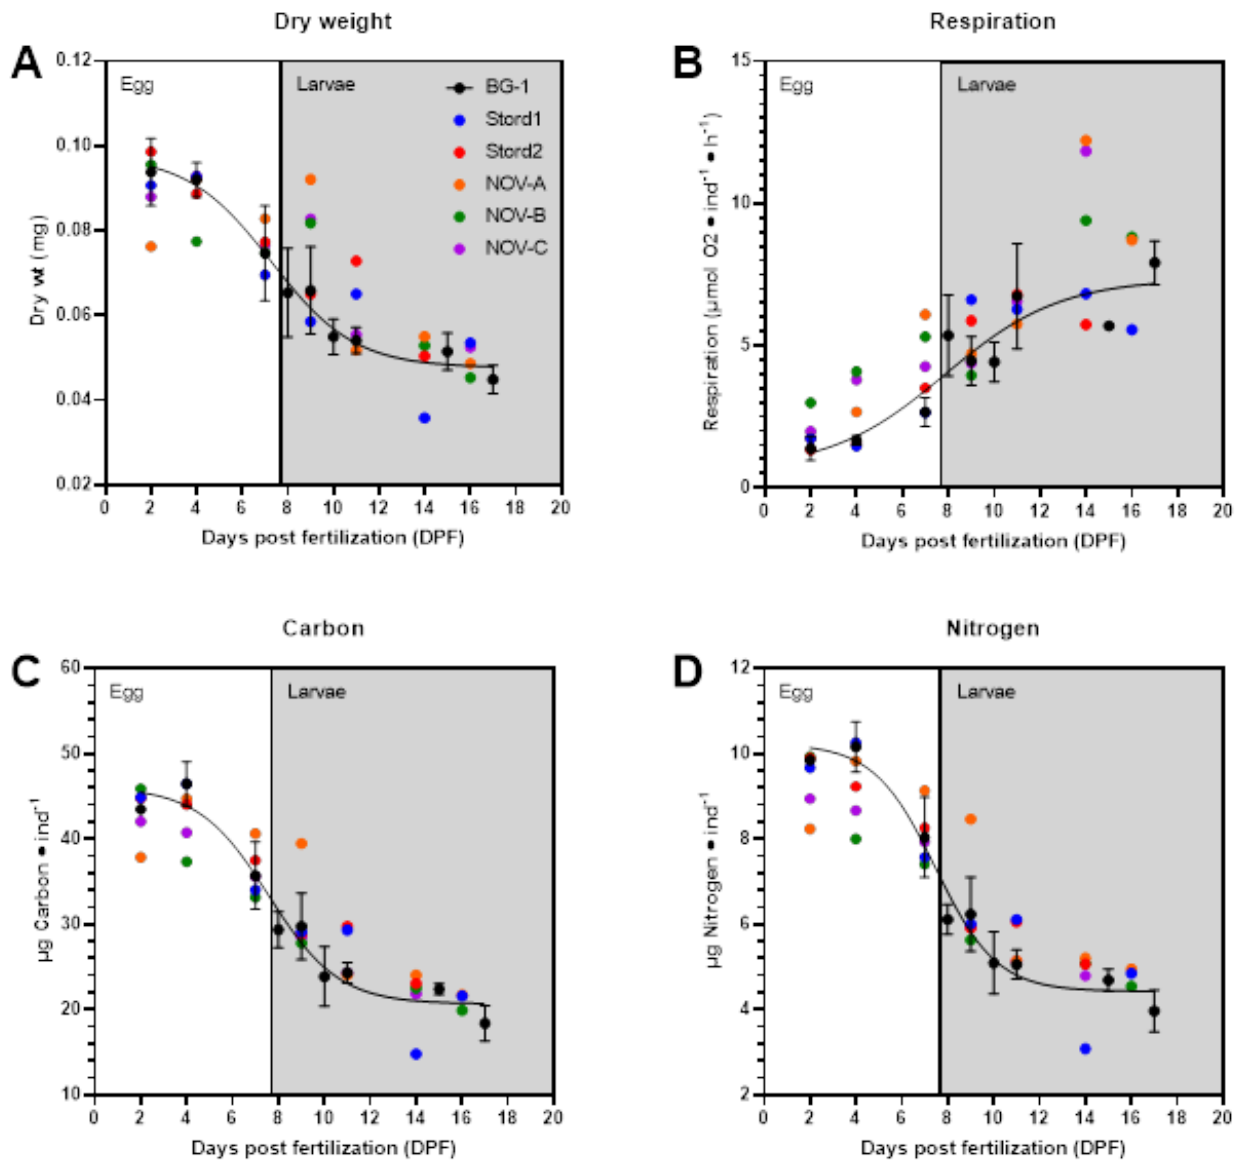 Dry weight
A
Egg
Larvae
BG-1
Stord1
Stord2
NOV-A
NOV-B
NOV-C
0.12
0.10
0.08
0.06
0.04
0.02
Dry wt (mg)
0 2 4 6 8 10 12 14 16 18 20
Days post fertilization (DPF)
Respiration
B
Egg
Larvae
15
10
5
0
Respiration (µmol O2 • ind⁻¹ • h⁻¹)
0 2 4 6 8 10 12 14 16 18 20
Days post fertilization (DPF)
Carbon
C
Egg
Larvae
60
50
40
30
20
10
µg Carbon • ind⁻¹
0 2 4 6 8 10 12 14 16 18 20
Days post fertilization (DPF)
Nitrogen
D
Egg
Larvae
12
10
8
6
4
2
µg Nitrogen • ind⁻¹
0 2 4 6 8 10 12 14 16 18 20
Days post fertilization (DPF)